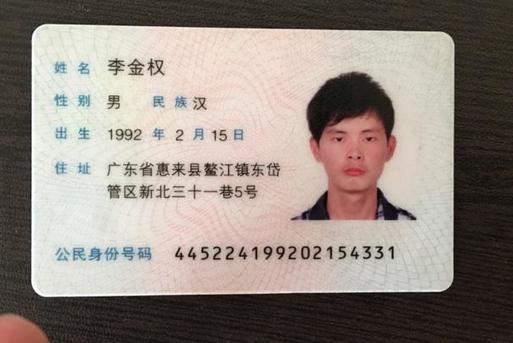 姓名 李金权
性别 男 民族 汉
出生 1992 年 2 月 15 日
住址 广东省惠来县鳌江镇东岱
管区新北三十一巷5号
公民身份号码 445224199202154331